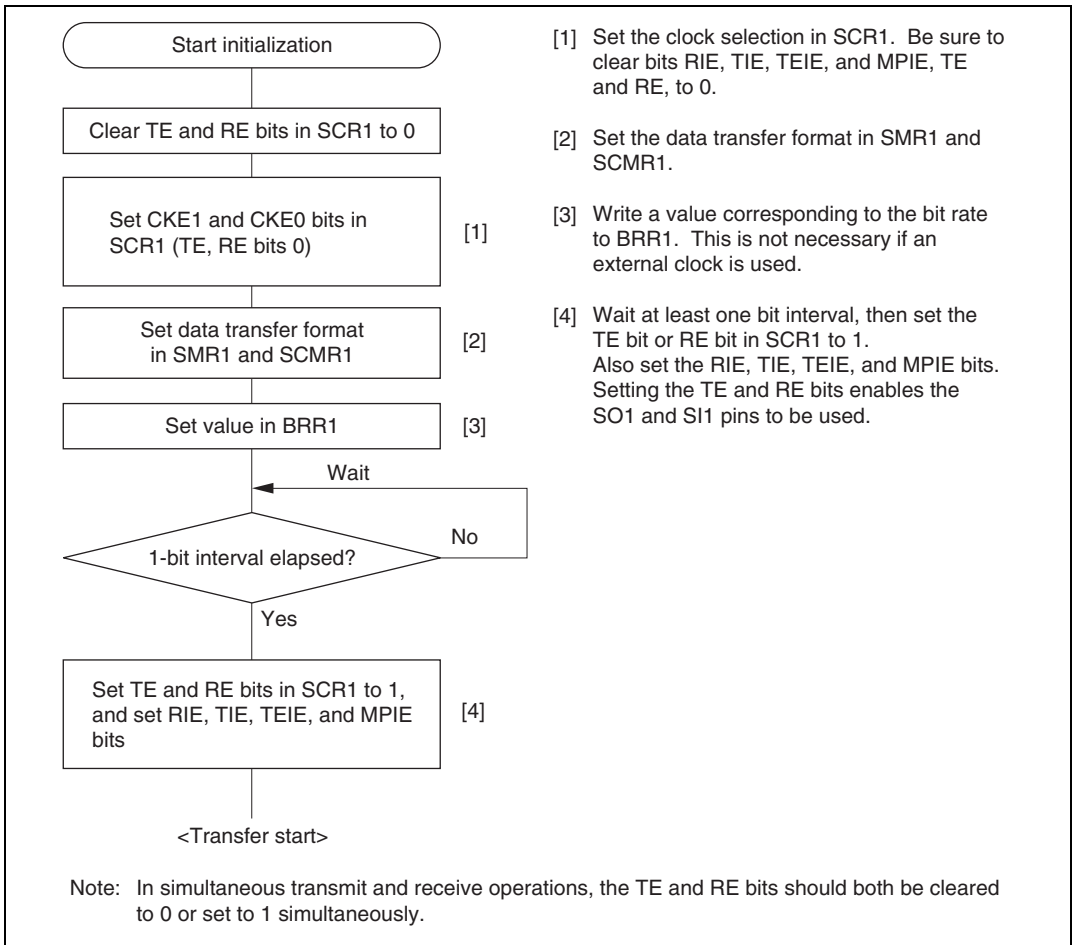 Start initialization
Clear TE and RE bits in SCR1 to 0
Set CKE1 and CKE0 bits in
SCR1 (TE, RE bits 0)
[1]
Set data transfer format
in SMR1 and SCMR1
[2]
Set value in BRR1
[3]
Wait
No
1-bit interval elapsed?
Yes
Set TE and RE bits in SCR1 to 1,
and set RIE, TIE, TEIE, and MPIE
bits
[4]
<Transfer start>
[1] Set the clock selection in SCR1. Be sure to
clear bits RIE, TIE, TEIE, and MPIE, TE
and RE, to 0.
[2] Set the data transfer format in SMR1 and
SCMR1.
[3] Write a value corresponding to the bit rate
to BRR1. This is not necessary if an
external clock is used.
[4] Wait at least one bit interval, then set the
TE bit or RE bit in SCR1 to 1.
Also set the RIE, TIE, TEIE, and MPIE bits.
Setting the TE and RE bits enables the
SO1 and SI1 pins to be used.
Note: In simultaneous transmit and receive operations, the TE and RE bits should both be cleared
to 0 or set to 1 simultaneously.